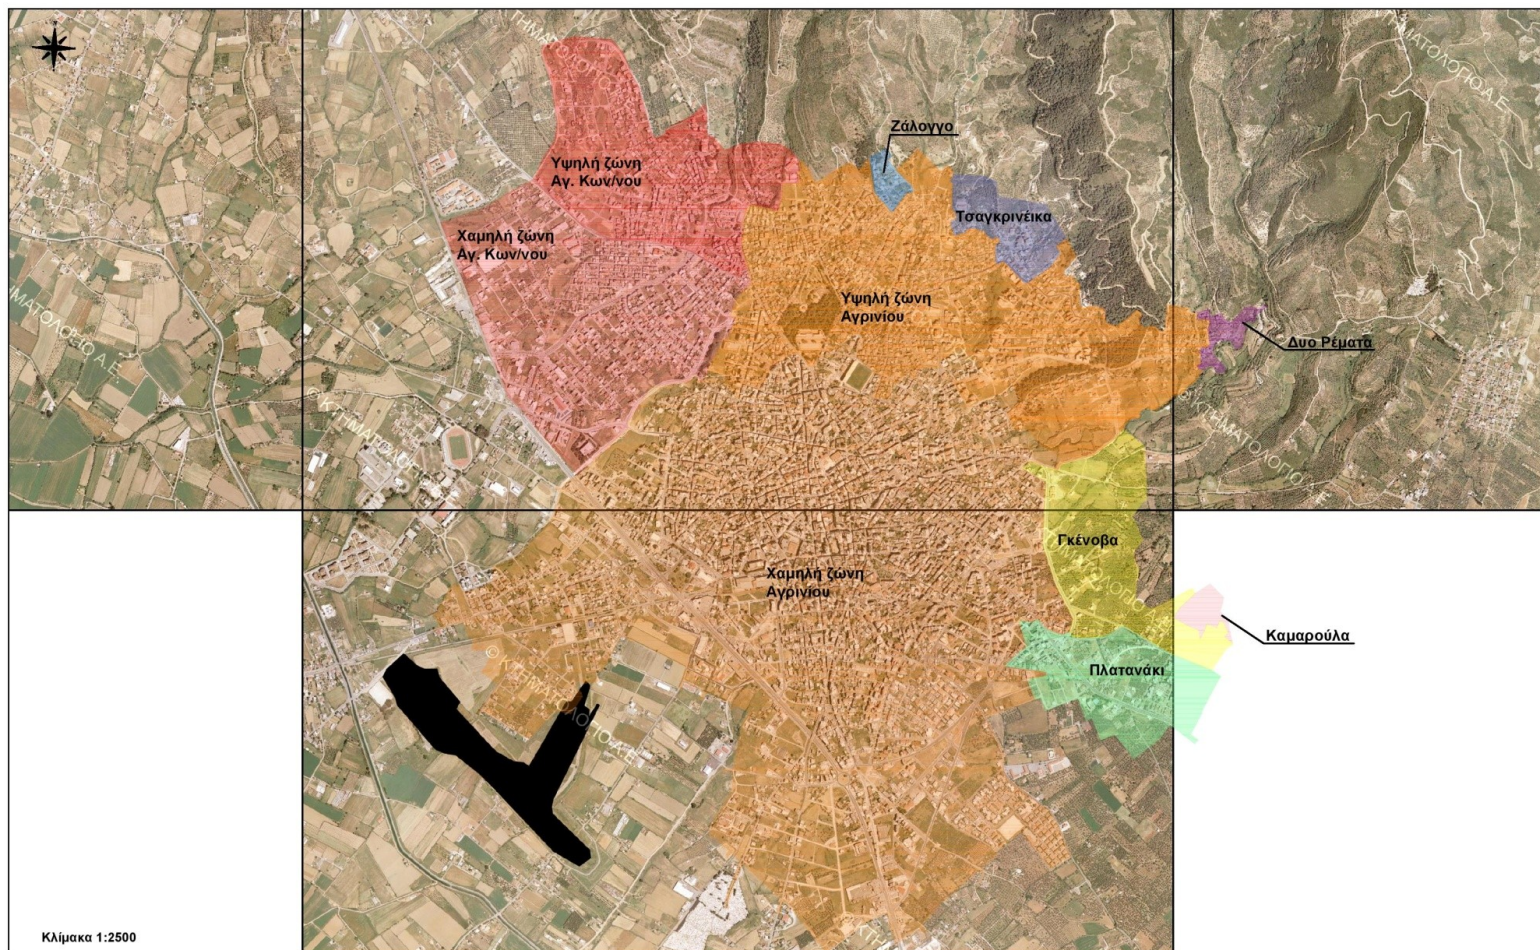 Ζάλογγο
Υψηλή ζώνη
Αγ. Κων/νου
Τσαγκρινέικα
Χαμηλή ζώνη
Αγ. Κων/νου
Υψηλή ζώνη
Αγρινίου
Δυο Ρέματα
Γκένοβα
Χαμηλή ζώνη
Αγρινίου
Καμαρούλα
Πλατανάκι
© ΚΤΗΜΑΤΟΛΟΓΙΟ Α.Ε.
Κλίμακα 1:2500